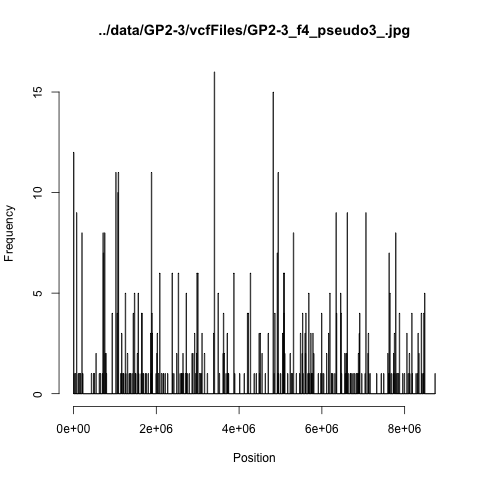 ../data/GP2-3/vcfFiles/GP2-3_f4_pseudo3_.jpg
15
10
5
0
Frequency
0e+00 2e+06 4e+06 6e+06 8e+06
Position